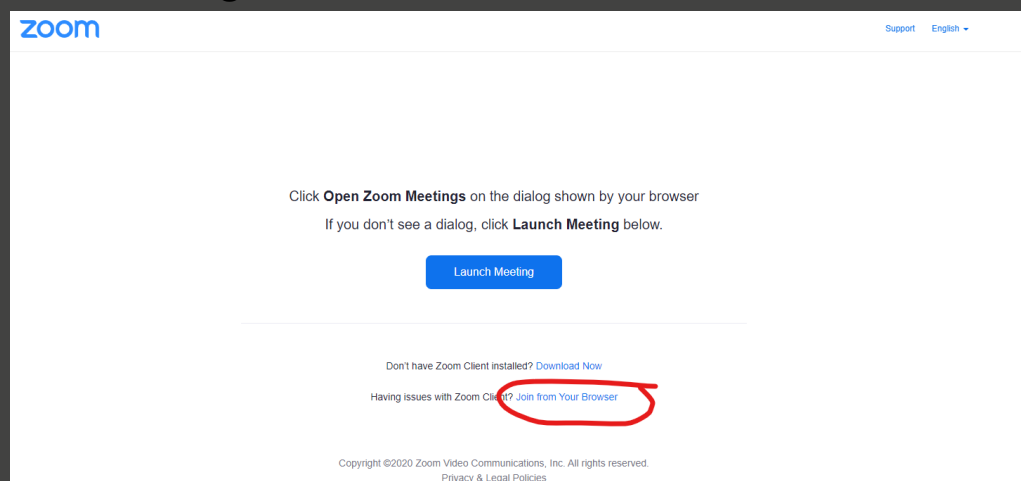 zoom
Support English
Click Open Zoom Meetings on the dialog shown by your browser
If you don't see a dialog, click Launch Meeting below.
Launch Meeting
Don't have Zoom Client installed? Download Now
Having issues with Zoom Client? Join from Your Browser
Copyright ©2020 Zoom Video Communications, Inc. All rights reserved.
Privacy & Legal Policies